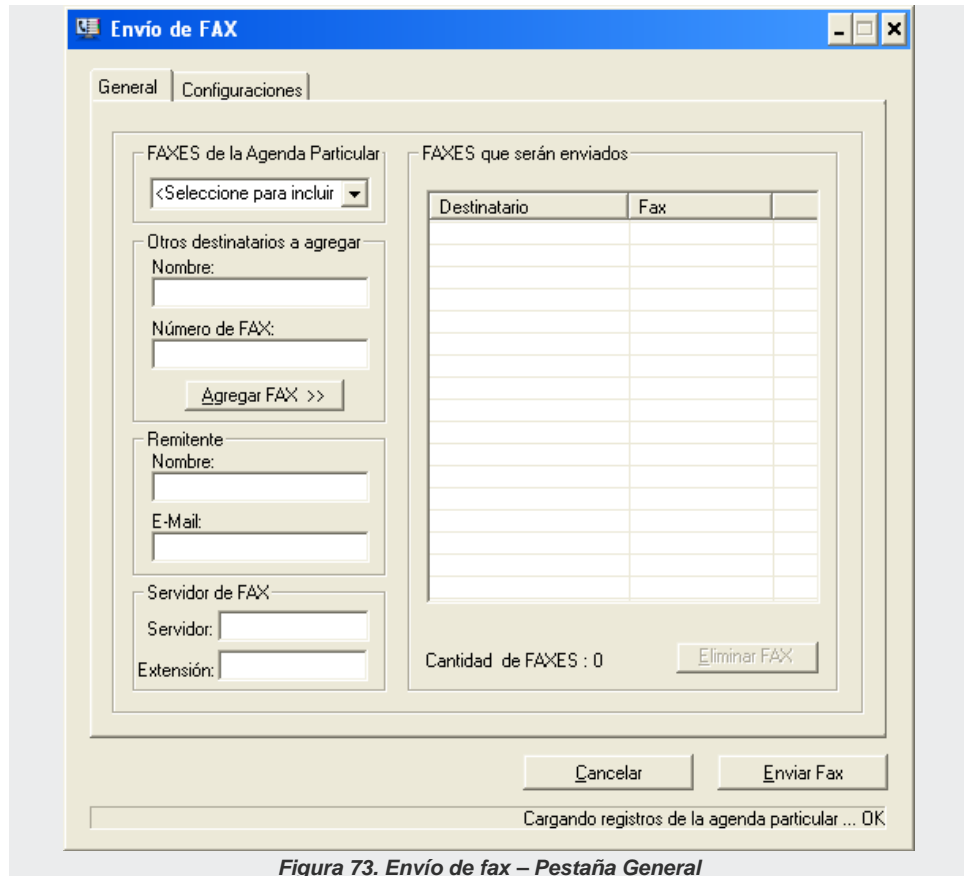 Envío de FAX
General
Configuraciones
FAXES de la Agenda Particular
<Seleccione para incluir
Otros destinatarios a agregar
Nombre:
Número de FAX:
Agregar FAX >>
Remitente
Nombre:
E-Mail:
Servidor de FAX
Servidor:
Extensión:
FAXES que serán enviados
Destinatario Fax
Cantidad de FAXES : 0
Eliminar FAX
Cancelar
Enviar Fax
Cargando registros de la agenda particular ... OK
Figura 73. Envío de fax – Pestaña General